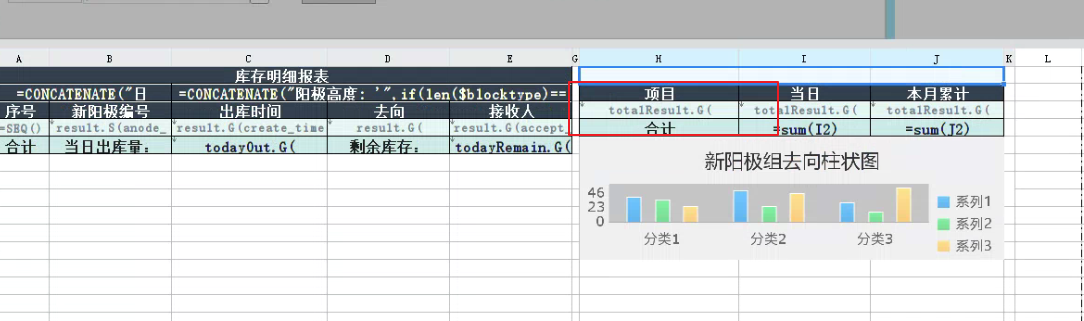 A B C D E G H I J K L
库存明细报表
=CONCATENATE("日 =CONCATENATE("阳极高度: '",if(len($blocktype)== 项目 当日 本月累计
序号 新阳极编号 出库时间 去向 接收人 totalResult.G( totalResult.G( totalResult.G(
=SEQ() result.S(anode_ result.G(create_time result.G( result.G(accept_ 合计 =sum(I2) =sum(J2)
合计 当日出库量: todayOut.G( 剩余库存: todayRemain.G(
新阳极组去向柱状图
46
23
0
分类1 分类2 分类3
系列1
系列2
系列3